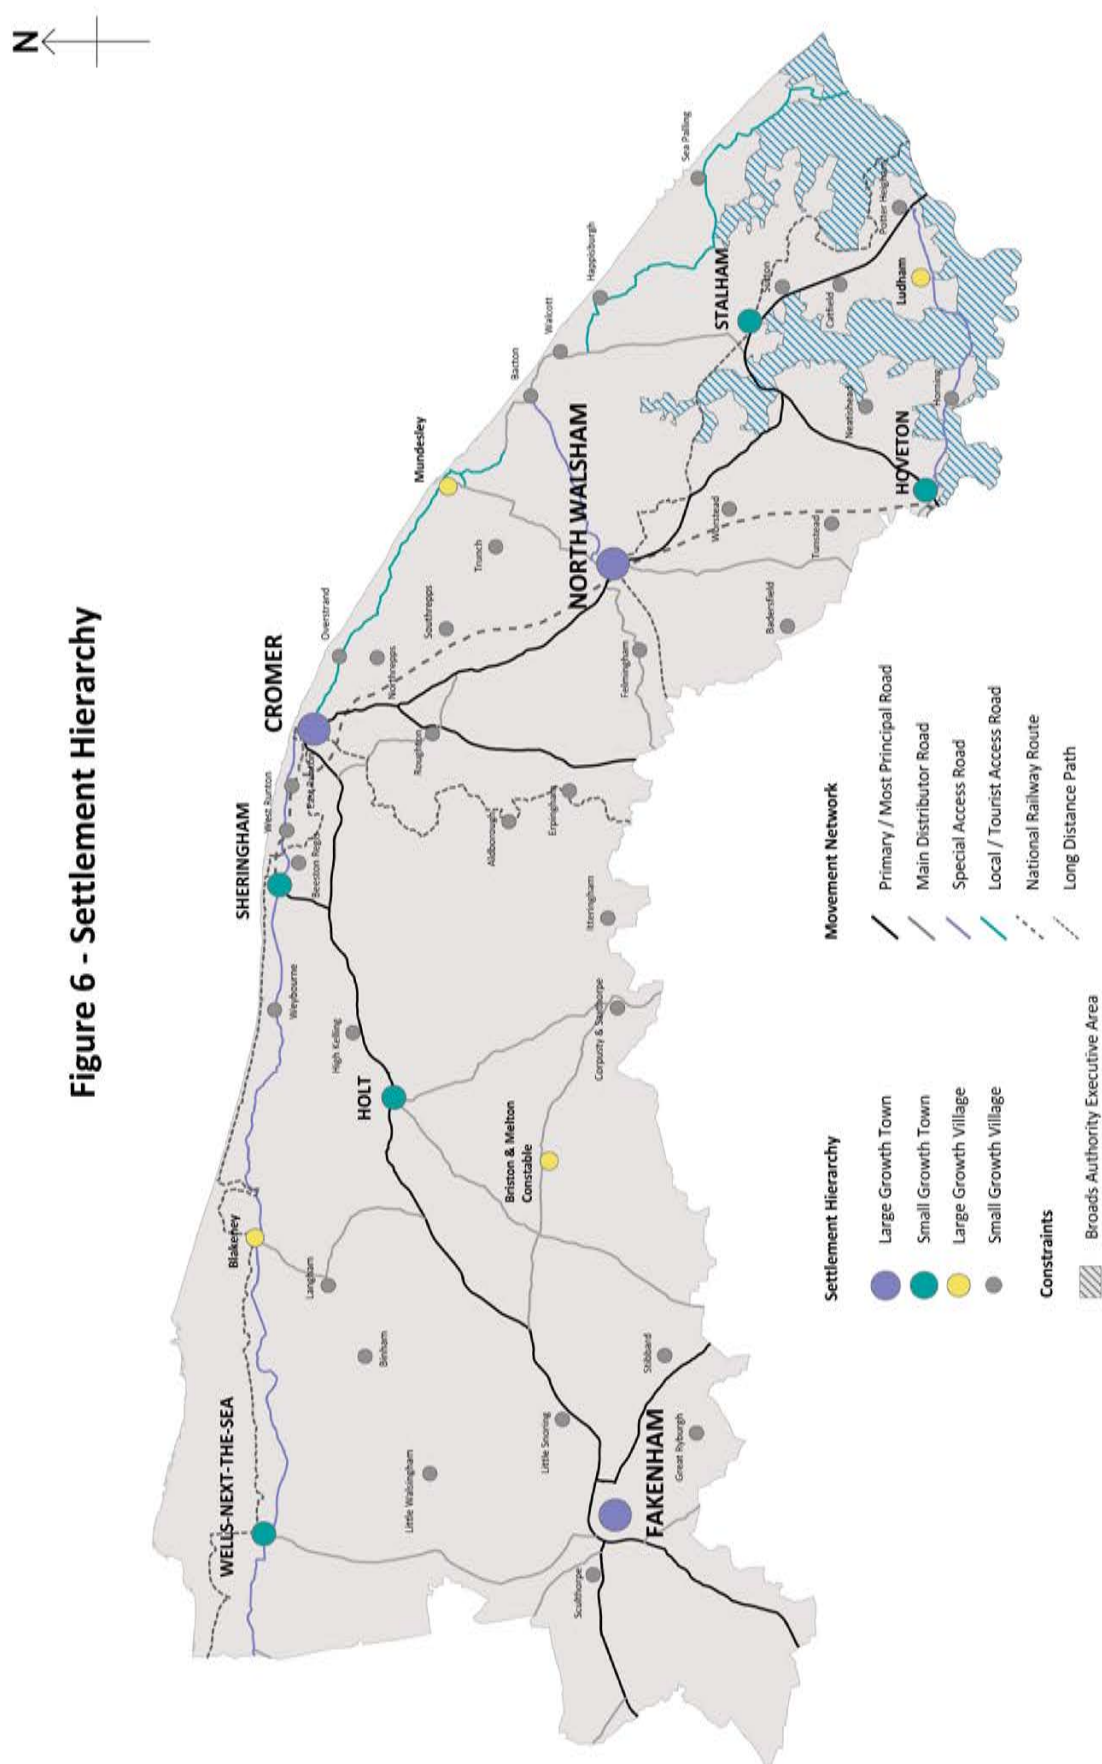 Figure 6 - Settlement Hierarchy
N
WELLS-NEXT-THE-SEA
Blakeney
Weybourne
SHERINGHAM
Beeston Regis
West Runton
CROMER
Overstrand
Northrepps
Southrepps
Trunch
Mundesley
Bacton
Walcott
Happisburgh
Sea Palling
Langham
Binham
Little Walsingham
High Kelling
HOLT
Briston & Melton
Constable
Corpusty & Saxthorpe
Itteringham
Aldborough
Erpingham
Roughton
Felmingham
NORTH WALSHAM
Worstead
Tunstead
Badersfield
STALHAM
Sutton
Catfield
Ludham
Potter Heigham
Neatishead
Horning
HOVETON
Little Snoring
Stibbard
Great Ryburgh
FAKENHAM
Sculthorpe
Settlement Hierarchy
Large Growth Town
Small Growth Town
Large Growth Village
Small Growth Village
Constraints
Broads Authority Executive Area
Movement Network
Primary / Most Principal Road
Main Distributor Road
Special Access Road
Local / Tourist Access Road
National Railway Route
Long Distance Path